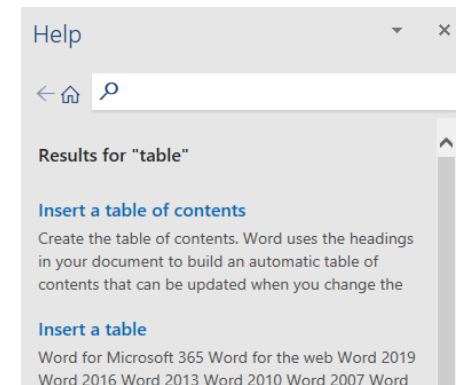 Help
Results for "table"
Insert a table of contents
Create the table of contents. Word uses the headings
in your document to build an automatic table of
contents that can be updated when you change the
Insert a table
Word for Microsoft 365 Word for the web Word 2019
Word 2016 Word 2013 Word 2010 Word 2007 Word